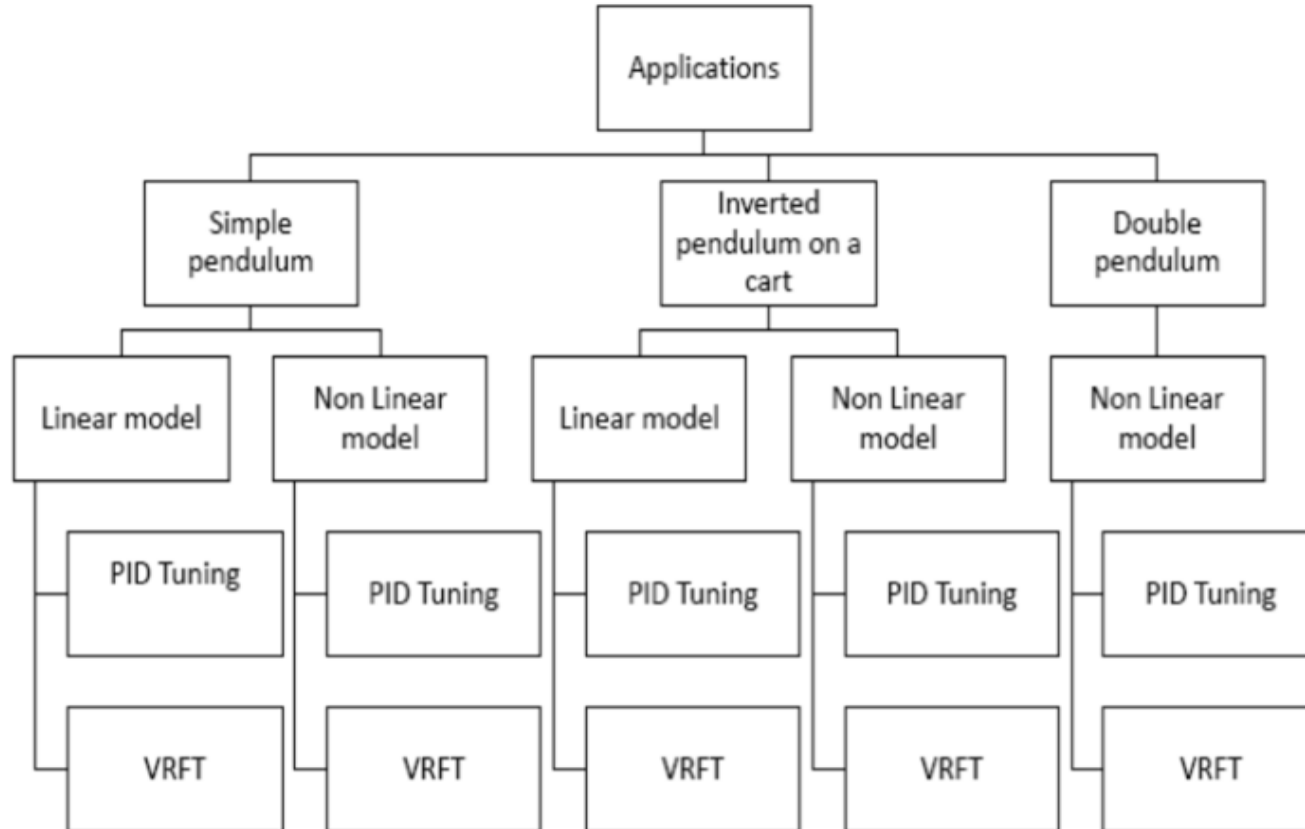 Applications
Simple
pendulum
Inverted
pendulum on a
cart
Double
pendulum
Linear model
Non Linear
model
Linear model
Non Linear
model
Non Linear
model
PID Tuning
PID Tuning
PID Tuning
PID Tuning
PID Tuning
VRFT
VRFT
VRFT
VRFT
VRFT